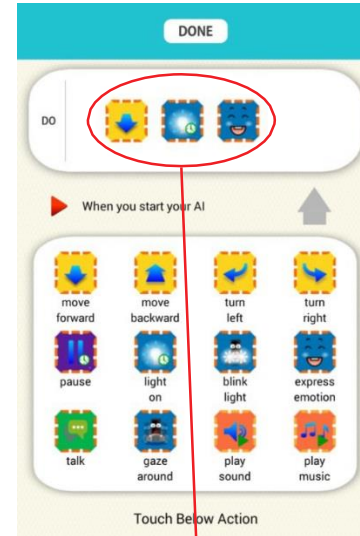 DONE
DO
When you start your AI
move forward
move backward
turn left
turn right
pause
light on
blink light
express emotion
talk
gaze around
play sound
play music
Touch Below Action